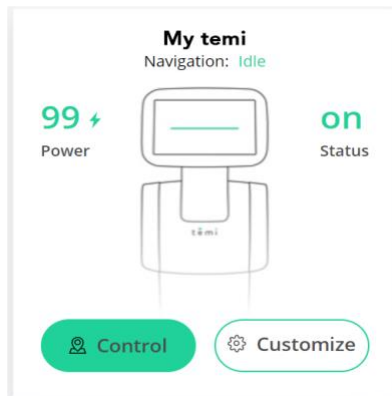 My temi
Navigation: Idle
99
Power
on
Status
temi
Control
Customize